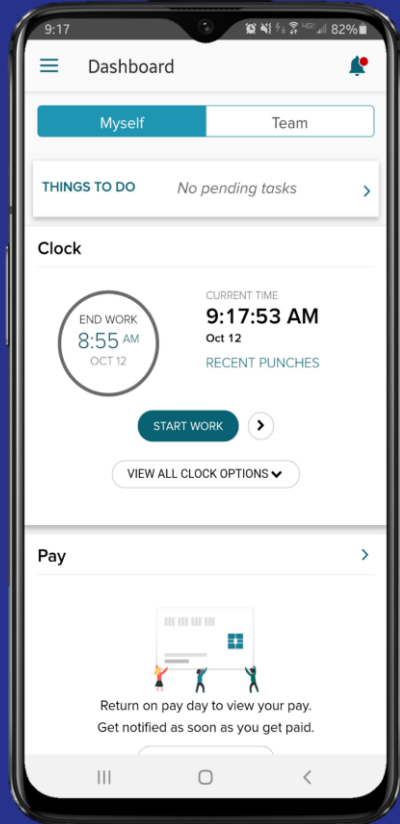 9:17
82%
Dashboard
Myself
Team
THINGS TO DO
No pending tasks
Clock
END WORK
8:55 AM
OCT 12
CURRENT TIME
9:17:53 AM
Oct 12
RECENT PUNCHES
START WORK
VIEW ALL CLOCK OPTIONS
Pay
Return on pay day to view your pay.
Get notified as soon as you get paid.